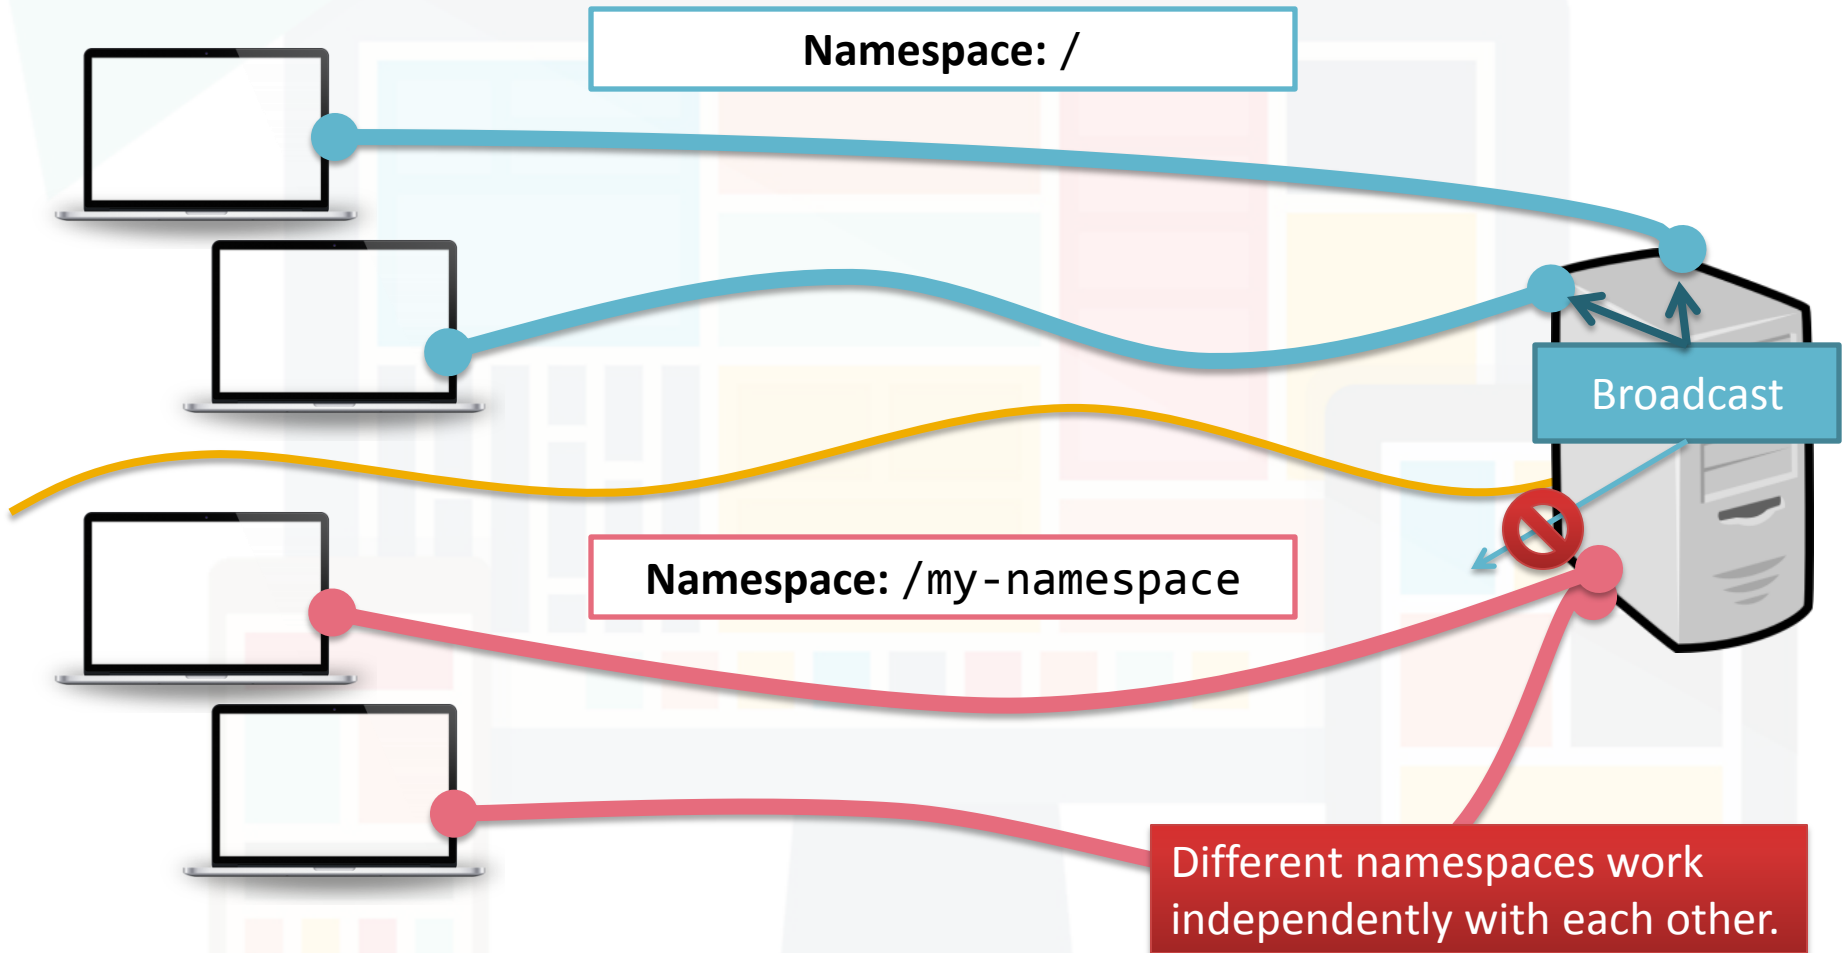 Namespace: /
Broadcast
Namespace: /my-namespace
Different namespaces work
independently with each other.